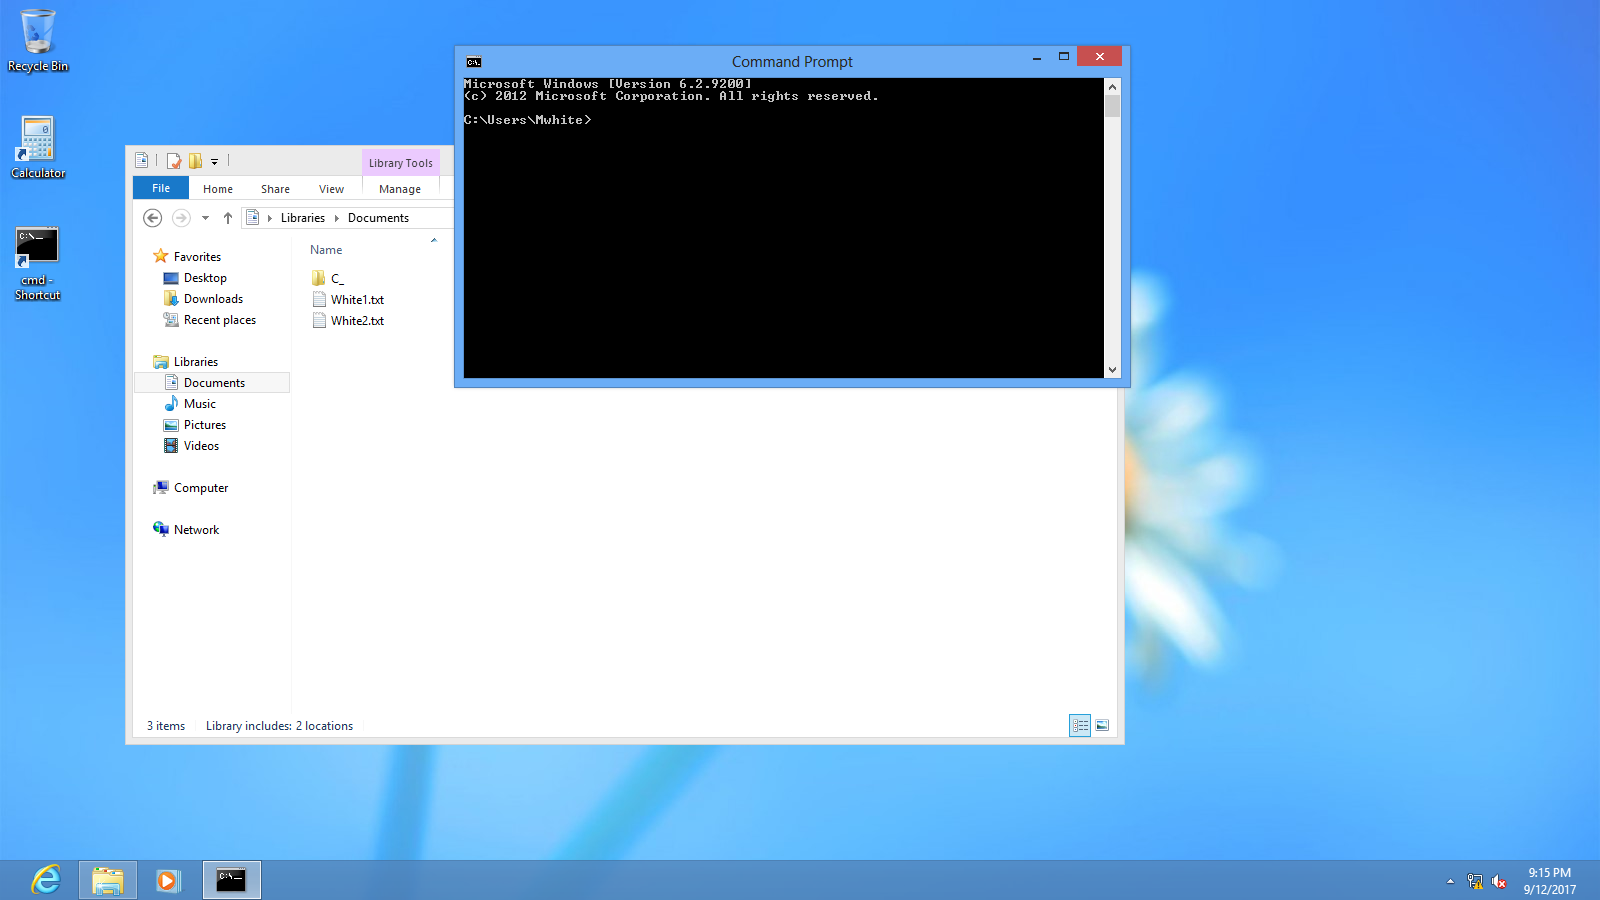 Recycle Bin
Calculator
cmd -
Shortcut
Command Prompt
Microsoft Windows [Version 6.2.9200]
(c) 2012 Microsoft Corporation. All rights reserved.
C:\Users\Mwhite>
Library Tools
File Home Share View Manage
Libraries Documents
Name
C_
White1.txt
White2.txt
Favorites
Desktop
Downloads
Recent places
Libraries
Documents
Music
Pictures
Videos
Computer
Network
3 items Library includes: 2 locations
9:15 PM
9/12/2017